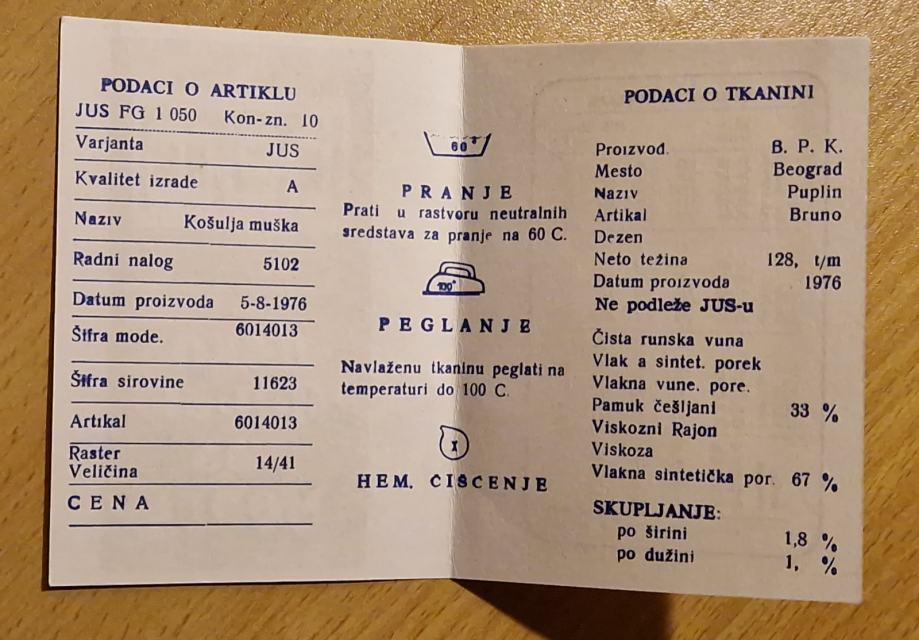 PODACI O ARTIKLU
JUS FG 1 050 Kon-zn. 10
Varjanta JUS
Kvalitet izrade A
Naziv Košulja muška
Radni nalog 5102
Datum proizvoda 5-8-1976
Šifra mode. 6014013
Šifra sirovine 11623
Artikal 6014013
Raster
Veličina 14/41
CENA
60°
PRANJE
Prati u rastvoru neutralnih
sredstava za pranje na 60 C.
100°
PEGLANJE
Navlaženu tkaninu peglati na
temperaturi do 100 C.
X
HEM. ČIŠĆENJE
PODACI O TKANINI
Proizvod. B. P. K.
Mesto Beograd
Naziv Puplin
Artikal Bruno
Dezen
Neto težina 128, t/m
Datum proizvoda 1976
Ne podleže JUS-u
Čista runska vuna
Vlak a sintet. porek
Vlakna vune. pore.
Pamuk češljani 33 %
Viskozni Rajon
Viskoza
Vlakna sintetička por. 67 %
SKUPLJANJE:
po širini 1,8 %
po dužini 1, %